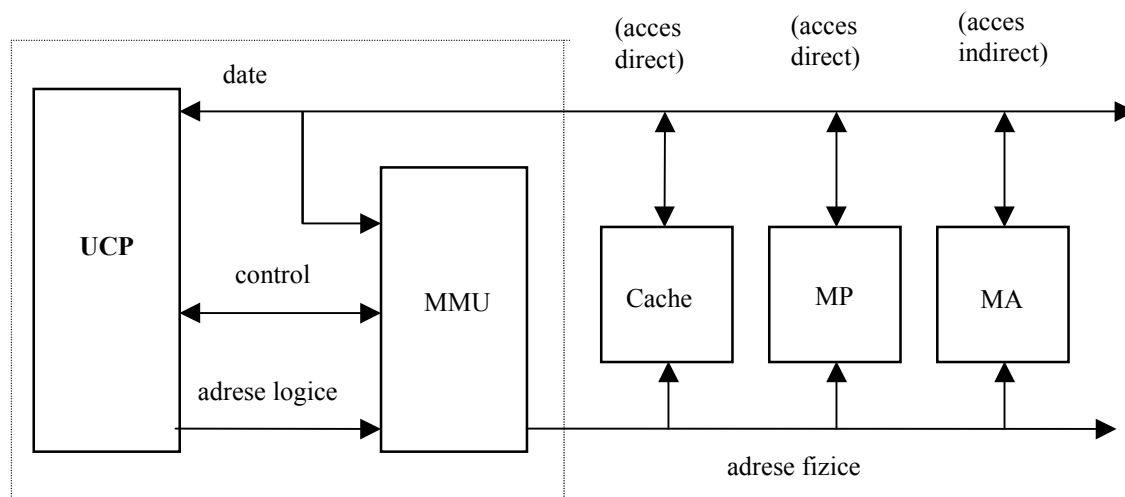 (acces
direct)
(acces
direct)
(acces
indirect)
date
UCP
control
MMU
Cache
MP
MA
adrese logice
adrese fizice